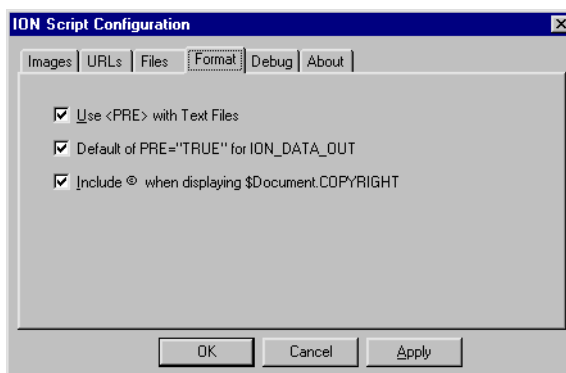 ION Script Configuration
Images URLs Files Format Debug About
Use <PRE> with Text Files
Default of PRE="TRUE" for ION_DATA_OUT
Include © when displaying $Document.COPYRIGHT
OK Cancel Apply